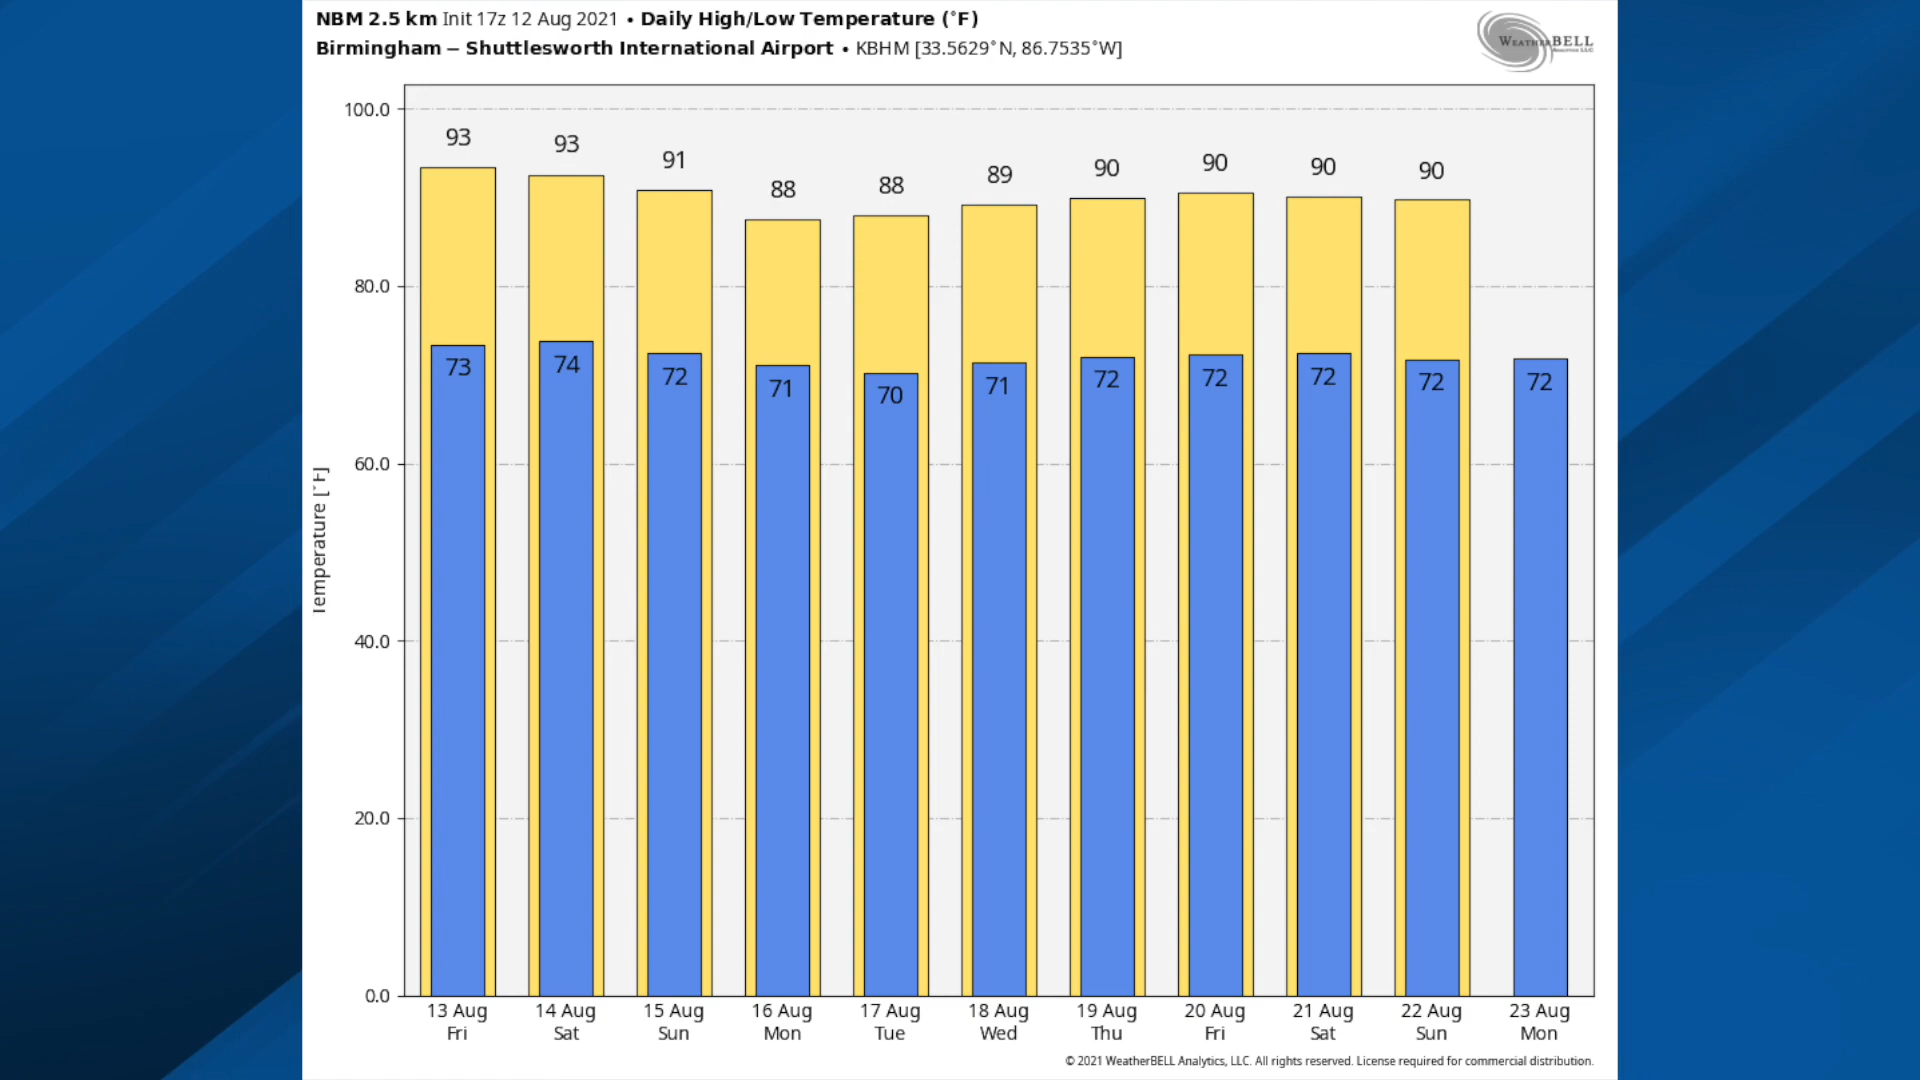 NBM 2.5 km Init 17z 12 Aug 2021 • Daily High/Low Temperature (°F)
Birmingham – Shuttlesworth International Airport • KBHM [33.5629°N, 86.7535°W]
WEATHERBELL
100.0
80.0
60.0
40.0
20.0
0.0
Temperature [°F]
93 93 91 88 88 89 90 90 90 90
73 74 72 71 70 71 72 72 72 72 72
13 Aug 14 Aug 15 Aug 16 Aug 17 Aug 18 Aug 19 Aug 20 Aug 21 Aug 22 Aug 23 Aug
Fri Sat Sun Mon Tue Wed Thu Fri Sat Sun Mon
© 2021 WeatherBELL Analytics, LLC. All rights reserved. License required for commercial distribution.